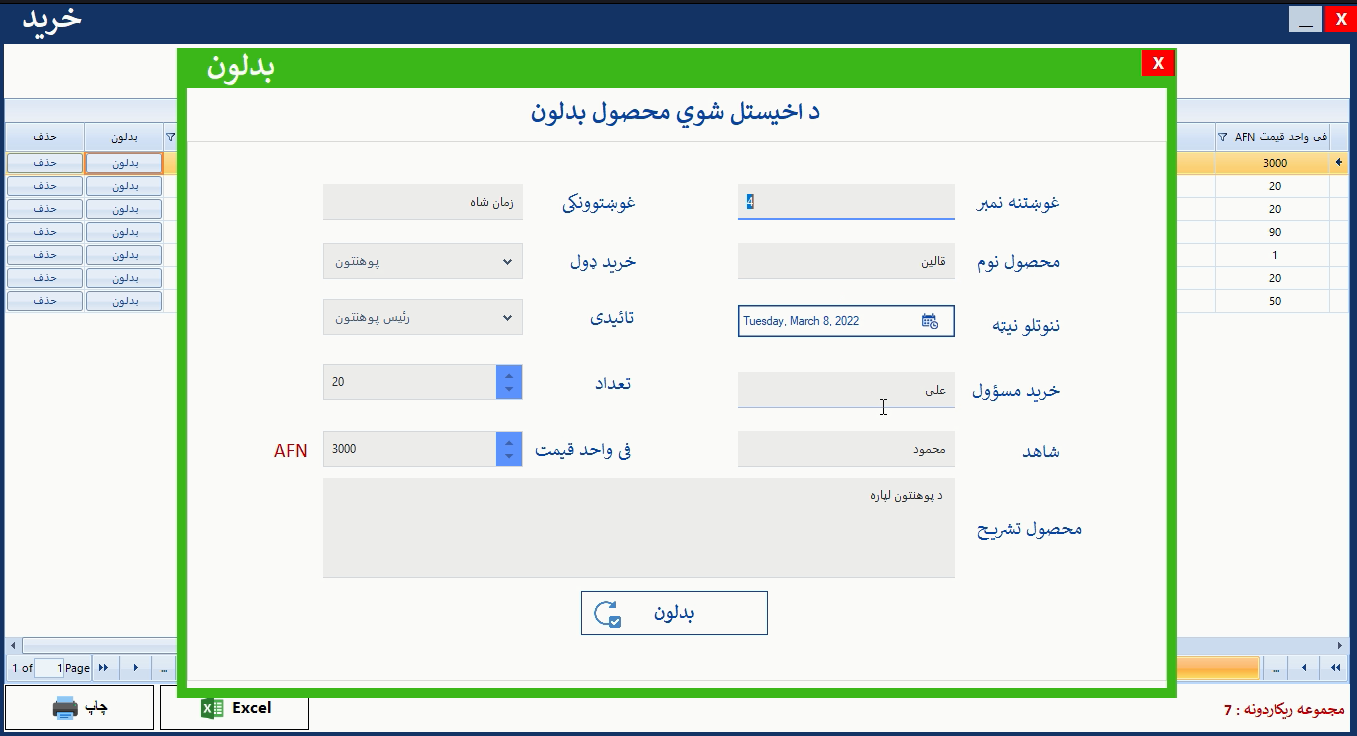 خرید
X
بدلون
X
د اخیستل شوي محصول بدلون
فی واحد قیمت AFN
بدلون
حذف
3000
بدلون
حذف
20
بدلون
حذف
20
بدلون
حذف
90
بدلون
حذف
1
بدلون
حذف
20
بدلون
حذف
50
بدلون
حذف
غوښتنه نمبر
4
غوښتوونکی
زمان شاه
محصول نوم
قالین
خرید ډول
پوهنتون
ننوتلو نیټه
Tuesday, March 8, 2022
تائیدی
رئیس پوهنتون
خرید مسؤول
علی
تعداد
20
شاهد
محمود
فی واحد قیمت
3000
AFN
محصول تشریح
د پوهنتون لپاره
بدلون
1 of 1 Page
...
...
چاپ
Excel
مجموعه ریکاردونه : 7